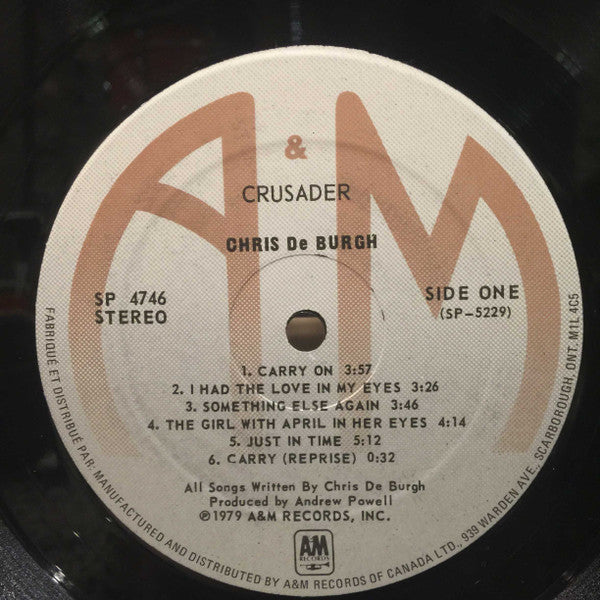 A & M
CRUSADER
CHRIS De BURGH
SP 4746
STEREO
SIDE ONE
(SP-5229)
1. CARRY ON 3:57
2. I HAD THE LOVE IN MY EYES 3:26
3. SOMETHING ELSE AGAIN 3:46
4. THE GIRL WITH APRIL IN HER EYES 4:14
5. JUST IN TIME 5:12
6. CARRY (REPRISE) 0:32
All Songs Written By Chris De Burgh
Produced by Andrew Powell
℗1979 A&M RECORDS, INC.
A&M
RECORDS
FABRIQUÉ ET DISTRIBUÉ PAR: MANUFACTURED AND DISTRIBUTED BY A&M RECORDS OF CANADA LTD., 939 WARDEN AVE, SCARBOROUGH, ONT. M1L 4C5